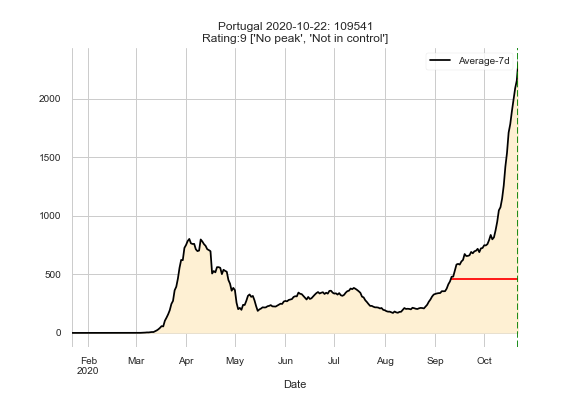 Portugal 2020-10-22: 109541
Rating:9 ['No peak', 'Not in control']
Average-7d
2000
1500
1000
500
0
Feb Mar Apr May Jun Jul Aug Sep Oct
2020
Date